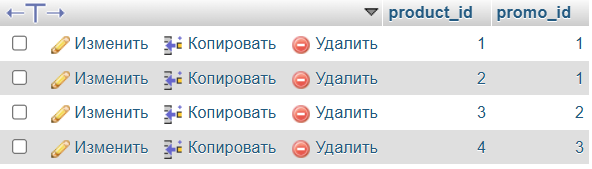 product_id promo_id
Изменить Копировать Удалить 1 1
Изменить Копировать Удалить 2 1
Изменить Копировать Удалить 3 2
Изменить Копировать Удалить 4 3